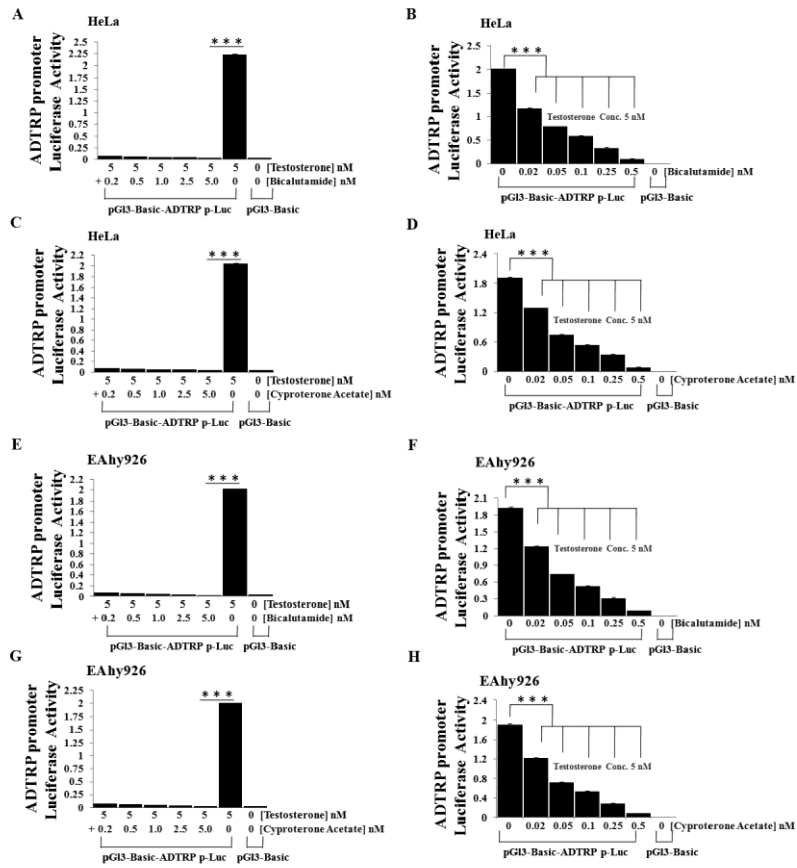 A
HeLa
ADTRP promoter
Luciferase Activity
2.5
2.25
2
1.75
1.5
1.25
1
0.75
0.5
0.25
0
* * *
5 5 5 5 5 5 0 [Testosterone] nM
+ 0.2 0.5 1.0 2.5 5.0 0 0 [Bicalutamide] nM
pGl3-Basic-ADTRP p-Luc pGl3-Basic
B
HeLa
ADTRP promoter
Luciferase Activity
2.5
2
1.5
1
0.5
0
* * *
Testosterone Conc. 5 nM
0 0.02 0.05 0.1 0.25 0.5 0 [Bicalutamide] nM
pGl3-Basic-ADTRP p-Luc pGl3-Basic
C
HeLa
ADTRP promoter
Luciferase Activity
2.2
2
1.8
1.6
1.4
1.2
1
0.8
0.6
0.4
0.2
0
* * *
5 5 5 5 5 5 0 [Testosterone] nM
+ 0.2 0.5 1.0 2.5 5.0 0 0 [Cyproterone Acetate] nM
pGl3-Basic-ADTRP p-Luc pGl3-Basic
D
HeLa
ADTRP promoter
Luciferase Activity
2.4
1.8
1.2
0.6
0
* * *
Testosterone Conc. 5 nM
0 0.02 0.05 0.1 0.25 0.5 0 [Cyproterone Acetate] nM
pGl3-Basic-ADTRP p-Luc pGl3-Basic
E
EAhy926
ADTRP promoter
Luciferase Activity
2.2
2
1.8
1.6
1.4
1.2
1
0.8
0.6
0.4
0.2
0
* * *
5 5 5 5 5 5 0 [Testosterone] nM
+ 0.2 0.5 1.0 2.5 5.0 0 0 [Bicalutamide] nM
pGl3-Basic-ADTRP p-Luc pGl3-Basic
F
EAhy926
ADTRP promoter
Luciferase Activity
2.1
1.8
1.5
1.2
0.9
0.6
0.3
0
* * *
Testosterone Conc. 5 nM
0 0.02 0.05 0.1 0.25 0.5 0 [Bicalutamide] nM
pGl3-Basic-ADTRP p-Luc pGl3-Basic
G
EAhy926
ADTRP promoter
Luciferase Activity
2.25
2
1.75
1.5
1.25
1
0.75
0.5
0.25
0
* * *
5 5 5 5 5 5 0 [Testosterone] nM
+ 0.2 0.5 1.0 2.5 5.0 0 0 [Cyproterone Acetate] nM
pGl3-Basic-ADTRP p-Luc pGl3-Basic
H
EAhy926
ADTRP promoter
Luciferase Activity
2.4
2
1.6
1.2
0.8
0.4
0
* * *
Testosterone Conc. 5 nM
0 0.02 0.05 0.1 0.25 0.5 0 [Cyproterone Acetate] nM
pGl3-Basic-ADTRP p-Luc pGl3-Basic